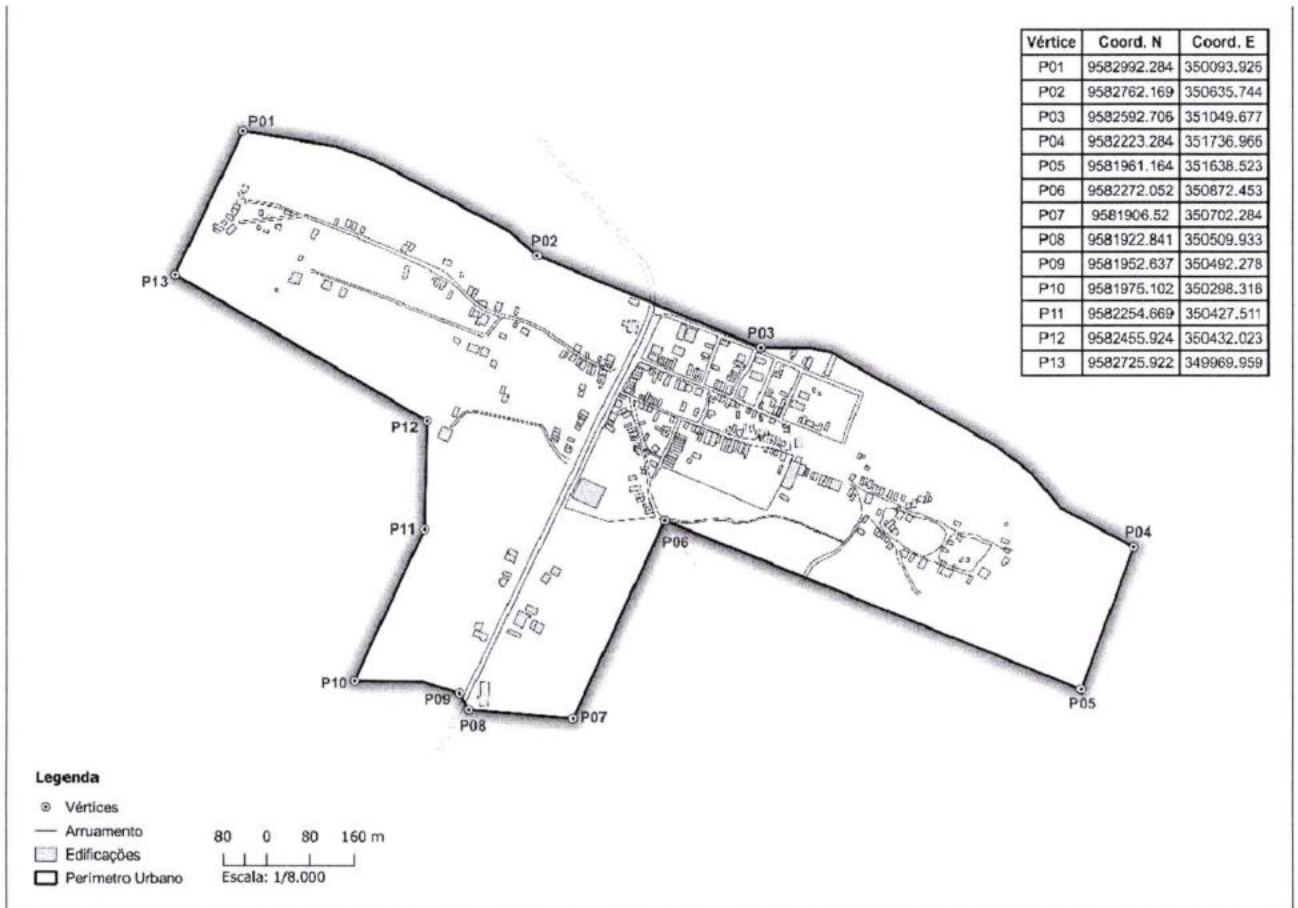 Vértice Coord. N Coord. E
P01 9582992.284 350093.926
P02 9582762.169 350635.744
P03 9582592.706 351049.677
P04 9582223.284 351736.966
P05 9581961.164 351638.523
P06 9582272.052 350872.453
P07 9581906.52 350702.284
P08 9581922.841 350509.933
P09 9581952.637 350492.278
P10 9581975.102 350298.318
P11 9582254.669 350427.511
P12 9582455.924 350432.023
P13 9582725.922 349969.959
P01
P02
P13
P03
P12
P11
P06
P04
P10
P09
P05
P08
P07
Legenda
Vértices
Arruamento
Edificações
Perímetro Urbano
80 0 80 160 m
Escala: 1/8.000